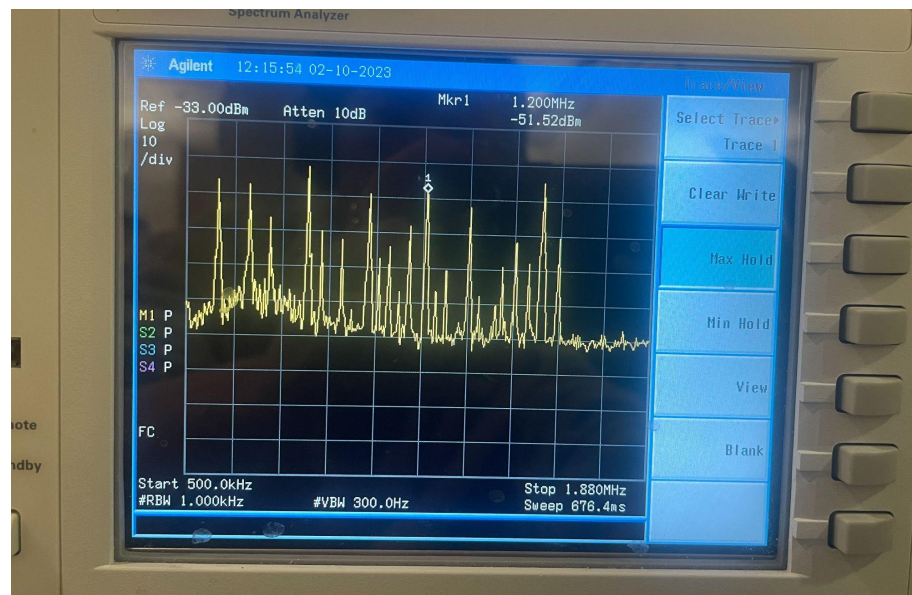 Spectrum Analyzer
Agilent 12:15:54 02-10-2023
Trace/View
Ref -33.00dBm Atten 10dB Mkr1 1.200MHz
-51.52dBm
Log
10
/div
1
M1 P
S2 P
S3 P
S4 P
FC
Start 500.0kHz Stop 1.880MHz
#RBW 1.000kHz #VBW 300.0Hz Sweep 676.4ms
Select Trace
Trace 1
Clear Write
Max Hold
Min Hold
View
Blank
ote
ndby